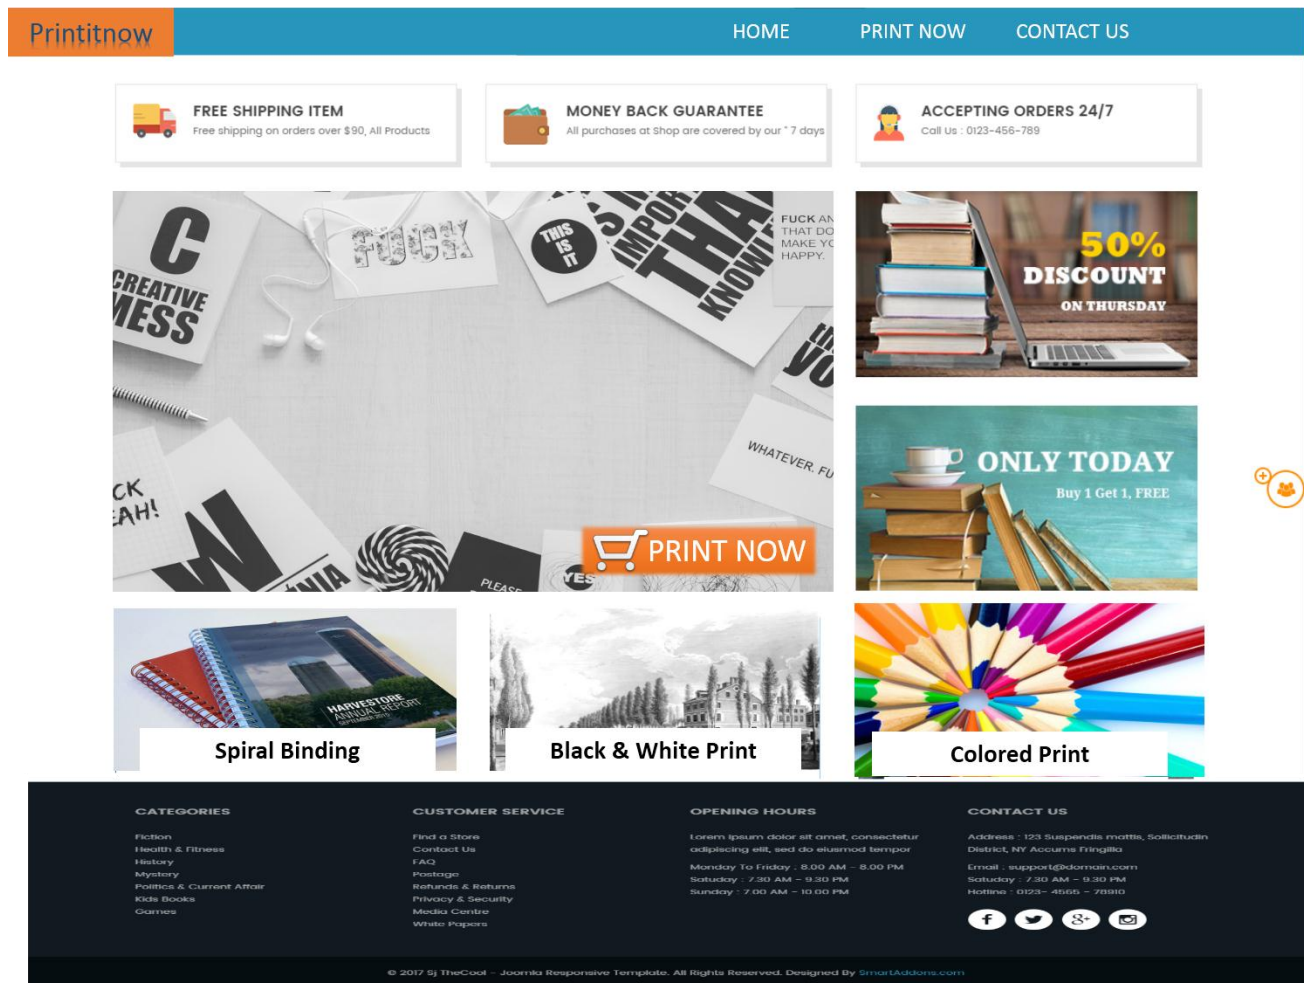 Printitnow
HOME
PRINT NOW
CONTACT US
FREE SHIPPING ITEM
Free shipping on orders over $90, All Products
MONEY BACK GUARANTEE
All purchases at Shop are covered by our " 7 days
ACCEPTING ORDERS 24/7
Call Us : 0123-456-789
C
CREATIVE
MESS
FUCK
THIS
IS
IT
IMPOR
THA
KNOWL
FUCK AN
THAT DO
MAKE YO
HAPPY.
YO
WHATEVER. FU
CK
EAH!
W
NIA
PLEASE
YES
PRINT NOW
50%
DISCOUNT
ON THURSDAY
ONLY TODAY
Buy 1 Get 1, FREE
HARVESTORE
ANNUAL REPORT
SEPTEMBER 2015
Spiral Binding
Black & White Print
Colored Print
CATEGORIES
Fiction
Health & Fitness
History
Mystery
Politics & Current Affair
Kids Books
Games
CUSTOMER SERVICE
Find a Store
Contact Us
FAQ
Postage
Refunds & Returns
Privacy & Security
Media Centre
White Papers
OPENING HOURS
Lorem ipsum dolor sit amet, consectetur
adipiscing elit, sed do eiusmod tempor
Monday To Friday : 8.00 AM - 8.00 PM
Satuday : 7.30 AM - 9.30 PM
Sunday : 7.00 AM - 10.00 PM
CONTACT US
Address : 123 Suspendis mattis, Sollicitudin
District, NY Accums Fringilla
Email : support@domain.com
Satuday : 7.30 AM - 9.30 PM
Hotline : 0123- 4565 - 78910
© 2017 Sj TheCool - Joomla Responsive Template. All Rights Reserved. Designed By SmartAddons.com